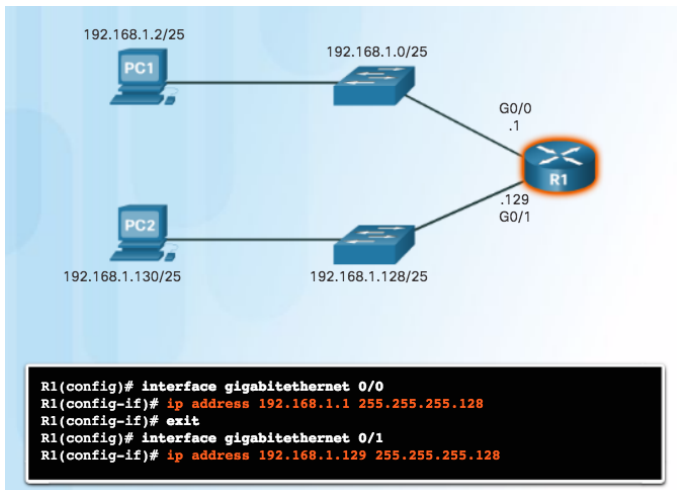 192.168.1.2/25
192.168.1.0/25
PC1
G0/0
.1
R1
.129
G0/1
PC2
192.168.1.130/25
192.168.1.128/25
R1(config)# interface gigabitethernet 0/0
R1(config-if)# ip address 192.168.1.1 255.255.255.128
R1(config-if)# exit
R1(config)# interface gigabitethernet 0/1
R1(config-if)# ip address 192.168.1.129 255.255.255.128